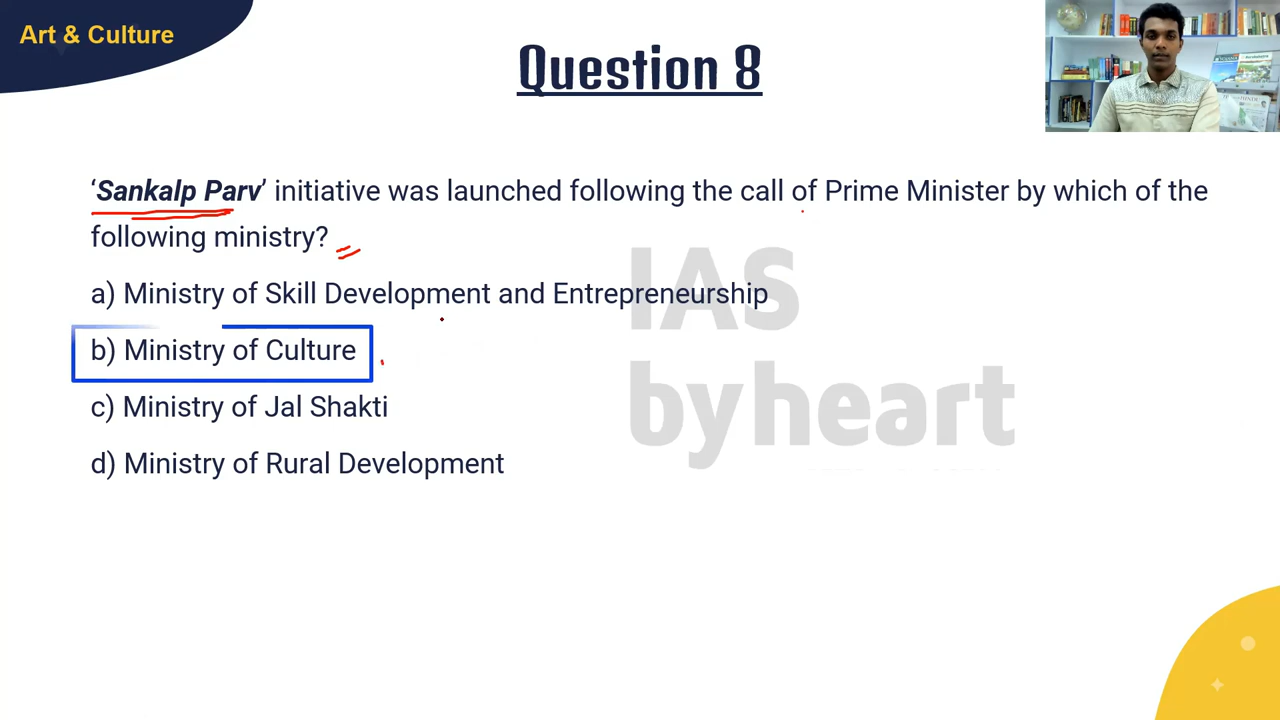 Art & Culture
Question 8
‘Sankalp Parv’ initiative was launched following the call of Prime Minister by which of the
following ministry?
a) Ministry of Skill Development and Entrepreneurship
b) Ministry of Culture
c) Ministry of Jal Shakti
d) Ministry of Rural Development
IAS
by heart